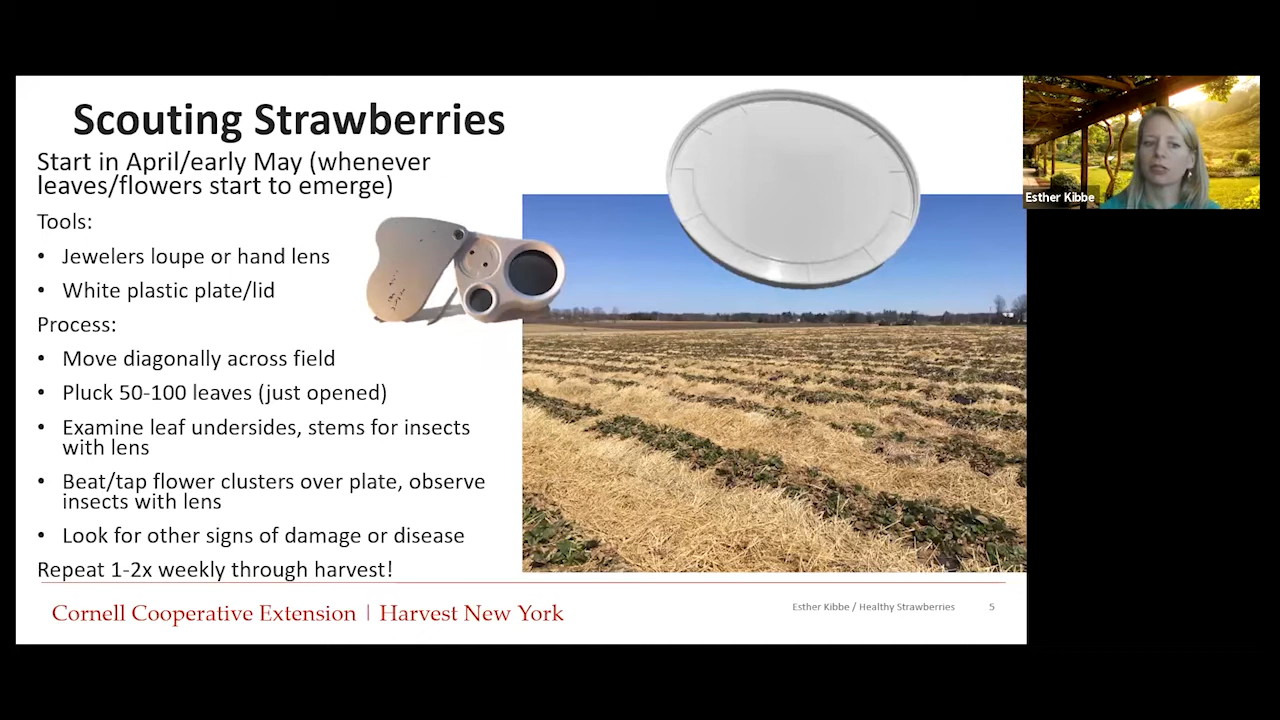 Scouting Strawberries
Start in April/early May (whenever
leaves/flowers start to emerge)
Tools:
• Jewelers loupe or hand lens
• White plastic plate/lid
Process:
• Move diagonally across field
• Pluck 50-100 leaves (just opened)
• Examine leaf undersides, stems for insects
with lens
• Beat/tap flower clusters over plate, observe
insects with lens
• Look for other signs of damage or disease
Repeat 1-2x weekly through harvest!
Cornell Cooperative Extension | Harvest New York
Esther Kibbe / Healthy Strawberries 5
Esther Kibbe